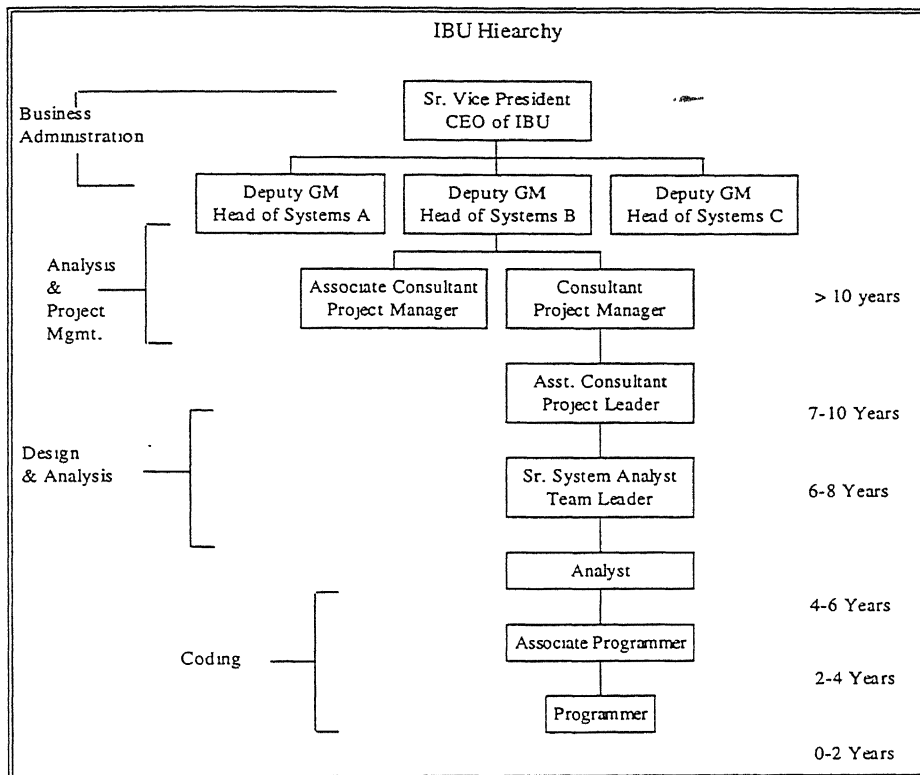 IBU Hiearchy
Sr. Vice President
CEO of IBU
Business
Administration
Deputy GM
Head of Systems A
Deputy GM
Head of Systems B
Deputy GM
Head of Systems C
Analysis
&
Project
Mgmt.
Associate Consultant
Project Manager
Consultant
Project Manager
> 10 years
Asst. Consultant
Project Leader
7-10 Years
Design
& Analysis
Sr. System Analyst
Team Leader
6-8 Years
Analyst
4-6 Years
Coding
Associate Programmer
2-4 Years
Programmer
0-2 Years